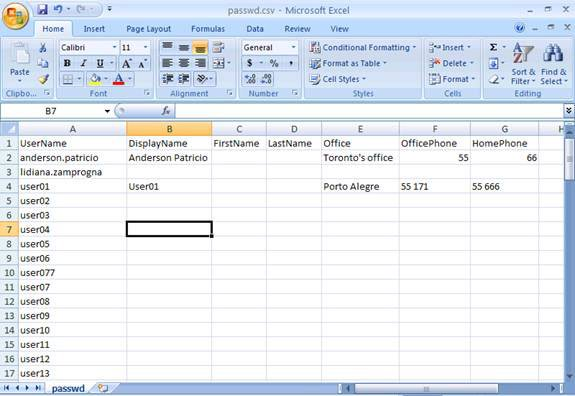 passwd.csv - Microsoft Excel
Home Insert Page Layout Formulas Data Review View
Paste
Clipbo...
Calibri 11
B I U
Font
Alignment
General
$ % ,
Number
Conditional Formatting
Format as Table
Cell Styles
Styles
Insert
Delete
Format
Cells
Σ
Sort & Filter
Find & Select
Editing
B7 fx
A B C D E F G H
1 UserName DisplayName FirstName LastName Office OfficePhone HomePhone
2 anderson.patricio Anderson Patricio Toronto's office 55 66
3 lidiana.zamprogna
4 user01 User01 Porto Alegre 55 171 55 666
5 user02
6 user03
7 user04
8 user05
9 user06
10 user077
11 user07
12 user08
13 user09
14 user10
15 user11
16 user12
17 user13
passwd